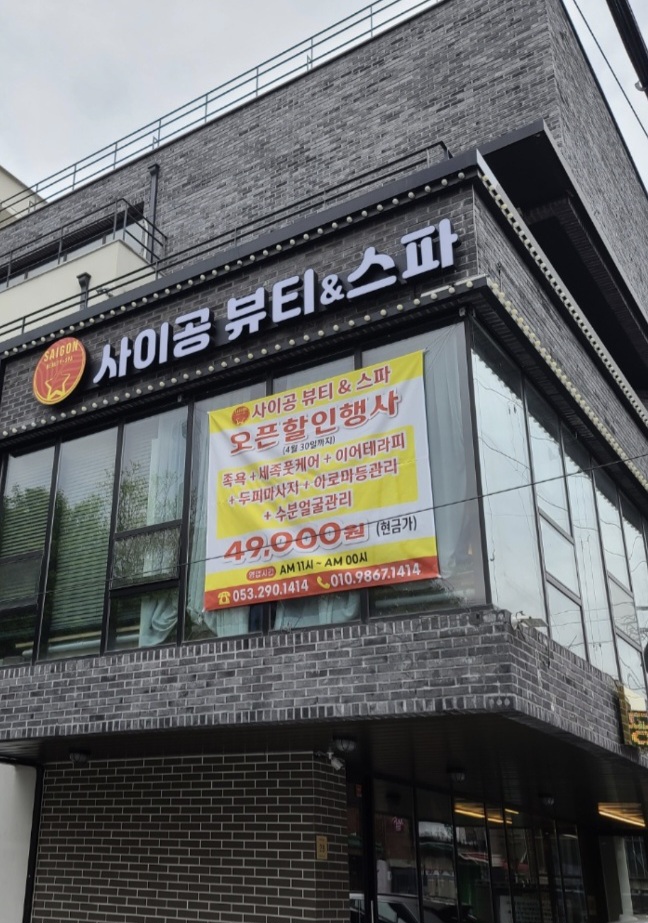 SAIGON
사이공 뷰티&스파
사이공 뷰티 & 스파
오픈할인행사
(4월 30일까지)
족욕 + 세족풋케어 + 이어테라피
+ 두피마사자 + 아로마등관리
+ 수분얼굴관리
49,000원 (현금가)
영업시간 AM 11시 ~ AM 00시
☎053.290.1414 📞010.9867.1414